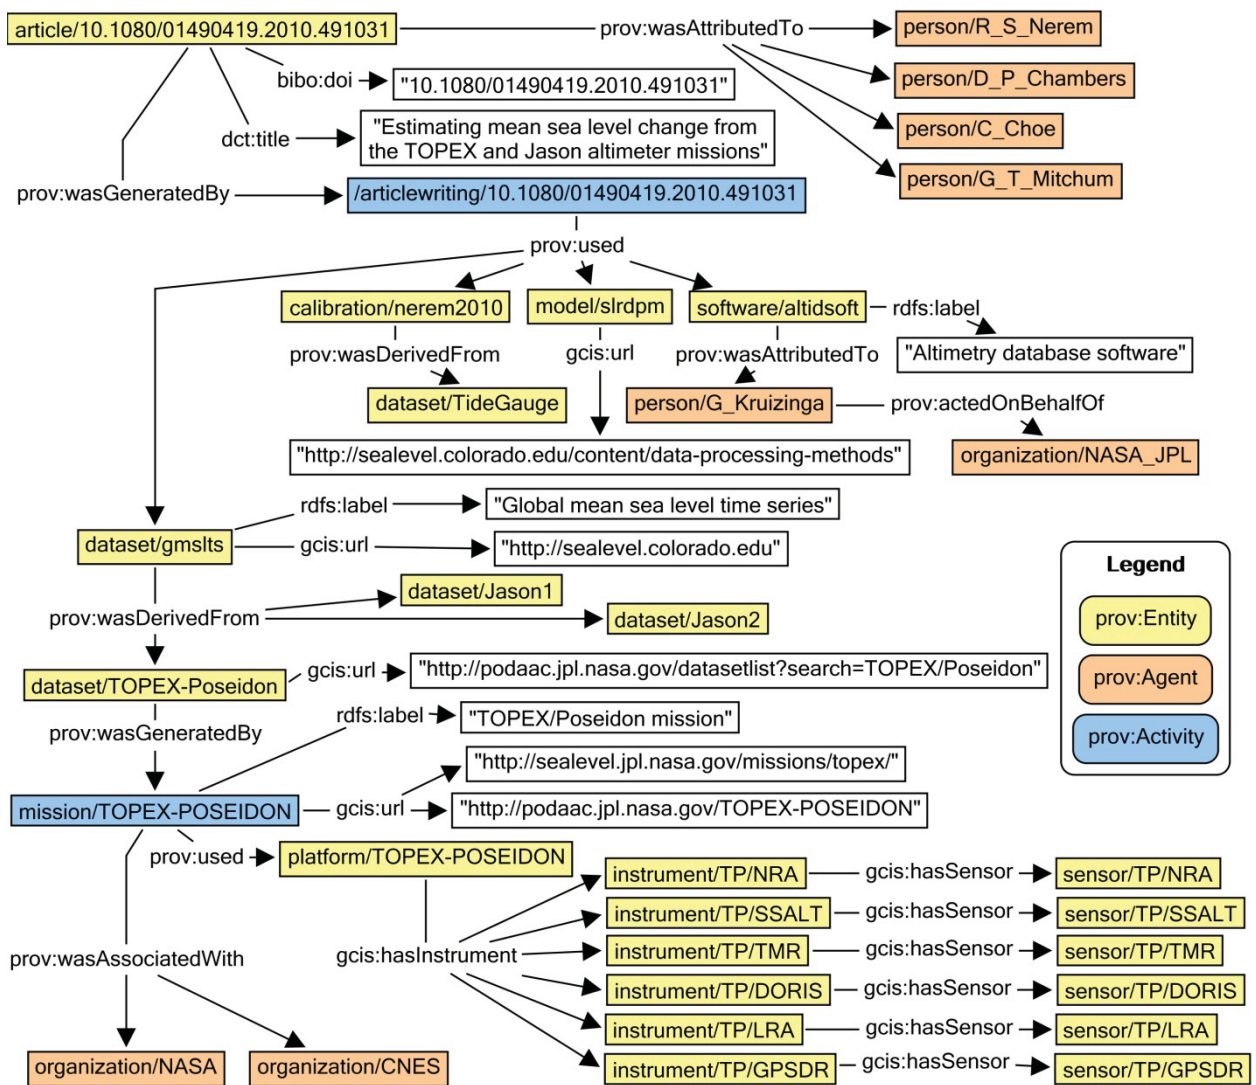 article/10.1080/01490419.2010.491031
prov:wasAttributedTo
person/R_S_Nerem
person/D_P_Chambers
person/C_Choe
person/G_T_Mitchum
bibo:doi
"10.1080/01490419.2010.491031"
dct:title
"Estimating mean sea level change from
the TOPEX and Jason altimeter missions"
prov:wasGeneratedBy
/articlewriting/10.1080/01490419.2010.491031
prov:used
calibration/nerem2010
model/slrdpm
software/altidsoft
rdfs:label
"Altimetry database software"
prov:wasDerivedFrom
gcis:url
prov:wasAttributedTo
dataset/TideGauge
person/G_Kruizinga
prov:actedOnBehalfOf
organization/NASA_JPL
"http://sealevel.colorado.edu/content/data-processing-methods"
rdfs:label
"Global mean sea level time series"
dataset/gmslts
gcis:url
"http://sealevel.colorado.edu"
prov:wasDerivedFrom
dataset/Jason1
dataset/Jason2
dataset/TOPEX-Poseidon
gcis:url
"http://podaac.jpl.nasa.gov/datasetlist?search=TOPEX/Poseidon"
prov:wasGeneratedBy
rdfs:label
"TOPEX/Poseidon mission"
mission/TOPEX-POSEIDON
gcis:url
"http://sealevel.jpl.nasa.gov/missions/topex/"
"http://podaac.jpl.nasa.gov/TOPEX-POSEIDON"
prov:used
platform/TOPEX-POSEIDON
gcis:hasInstrument
instrument/TP/NRA
gcis:hasSensor
sensor/TP/NRA
instrument/TP/SSALT
gcis:hasSensor
sensor/TP/SSALT
instrument/TP/TMR
gcis:hasSensor
sensor/TP/TMR
instrument/TP/DORIS
gcis:hasSensor
sensor/TP/DORIS
instrument/TP/LRA
gcis:hasSensor
sensor/TP/LRA
instrument/TP/GPSDR
gcis:hasSensor
sensor/TP/GPSDR
prov:wasAssociatedWith
organization/NASA
organization/CNES
Legend
prov:Entity
prov:Agent
prov:Activity